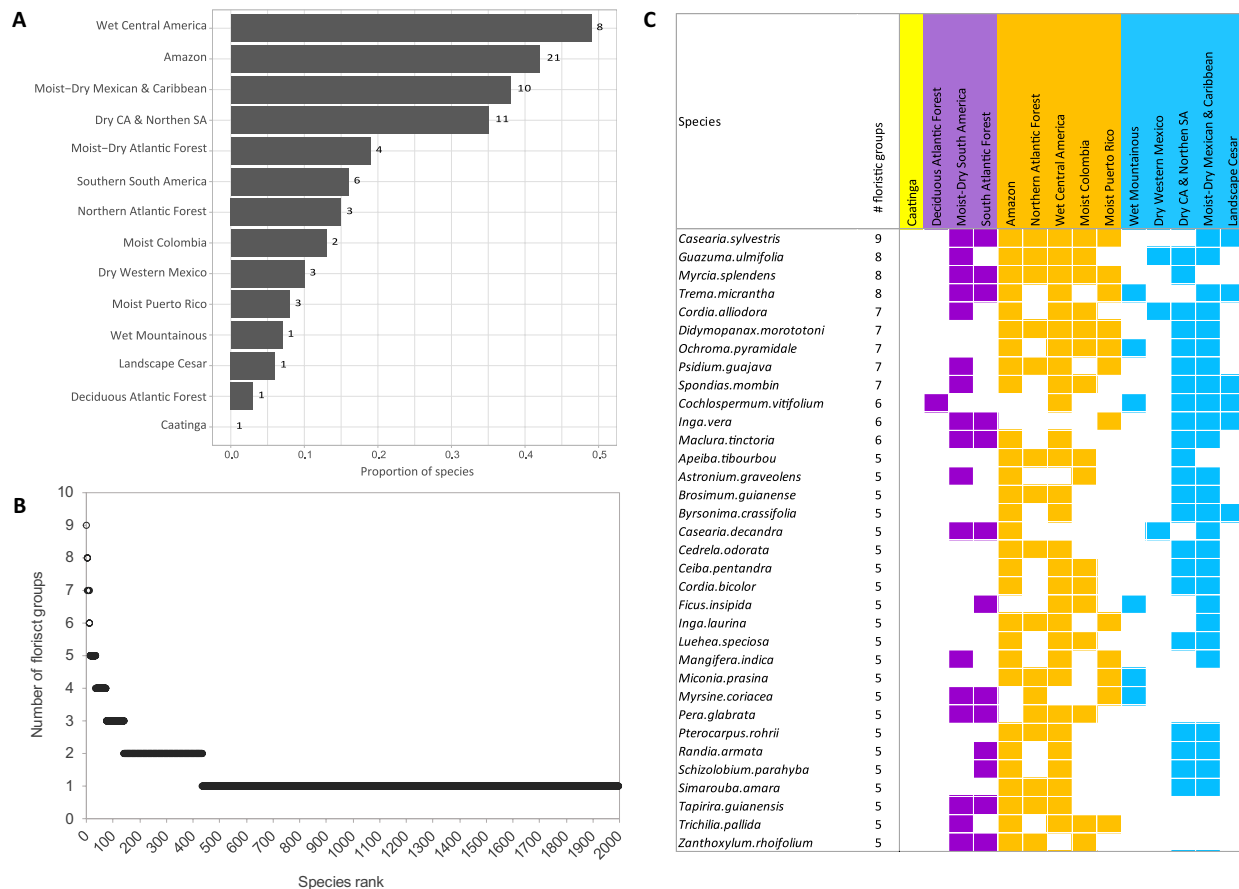 A
Wet Central America 8
Amazon 21
Moist-Dry Mexican & Caribbean 10
Dry CA & Northen SA 11
Moist-Dry Atlantic Forest 4
Southern South America 6
Northern Atlantic Forest 3
Moist Colombia 2
Dry Western Mexico 3
Moist Puerto Rico 3
Wet Mountainous 1
Landscape Cesar 1
Deciduous Atlantic Forest 1
Caatinga 1
0.0 0.1 0.2 0.3 0.4 0.5
Proportion of species
B
Number of florisct groups
10
9
8
7
6
5
4
3
2
1
0
0 100 200 300 400 500 600 700 800 900 1000 1100 1200 1300 1400 1500 1600 1700 1800 1900 2000
Species rank
C
Species
# floristic groups
Caatinga
Deciduous Atlantic Forest
Moist-Dry South America
South Atlantic Forest
Amazon
Northern Atlantic Forest
Wet Central America
Moist Colombia
Moist Puerto Rico
Wet Mountainous
Dry Western Mexico
Dry CA & Northen SA
Moist-Dry Mexican & Caribbean
Landscape Cesar
Casearia.sylvestris 9
Guazuma.ulmifolia 8
Myrcia.splendens 8
Trema.micrantha 8
Cordia.alliodora 7
Didymopanax.morototoni 7
Ochroma.pyramidale 7
Psidium.guajava 7
Spondias.mombin 7
Cochlospermum.vitifolium 6
Inga.vera 6
Maclura.tinctoria 6
Apeiba.tibourbou 5
Astronium.graveolens 5
Brosimum.guianense 5
Byrsonima.crassifolia 5
Casearia.decandra 5
Cedrela.odorata 5
Ceiba.pentandra 5
Cordia.bicolor 5
Ficus.insipida 5
Inga.laurina 5
Luehea.speciosa 5
Mangifera.indica 5
Miconia.prasina 5
Myrsine.coriacea 5
Pera.glabrata 5
Pterocarpus.rohrii 5
Randia.armata 5
Schizolobium.parahyba 5
Simarouba.amara 5
Tapirira.guianensis 5
Trichilia.pallida 5
Zanthoxylum.rhoifolium 5